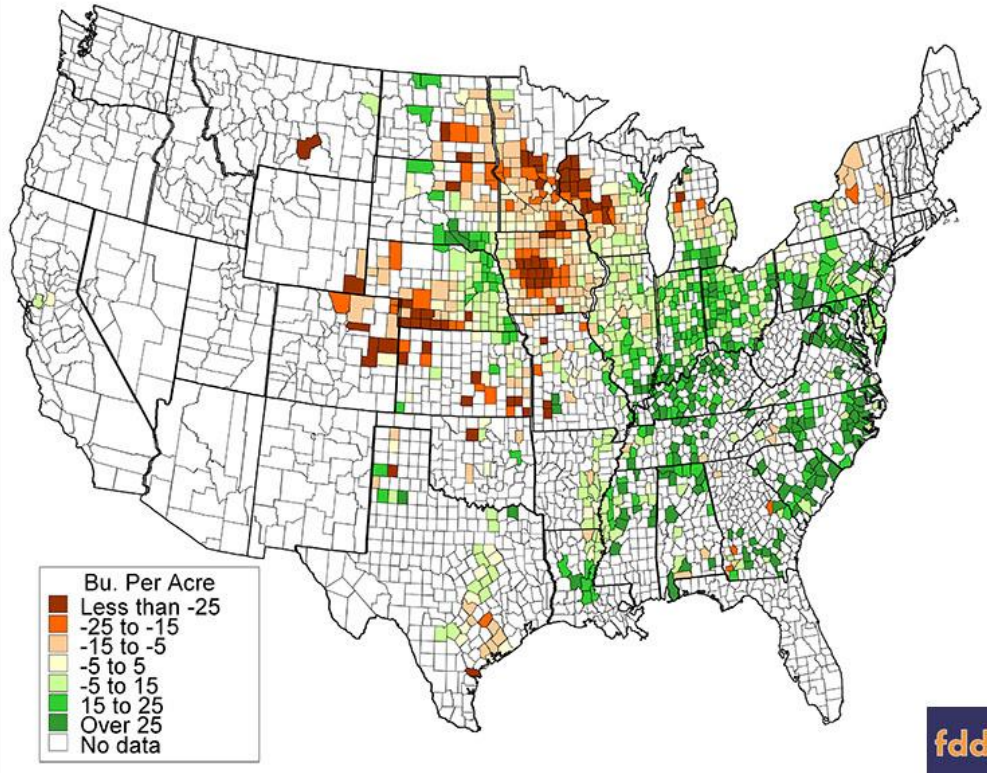 Bu. Per Acre
Less than -25
-25 to -15
-15 to -5
-5 to 5
-5 to 15
15 to 25
Over 25
No data
fdd